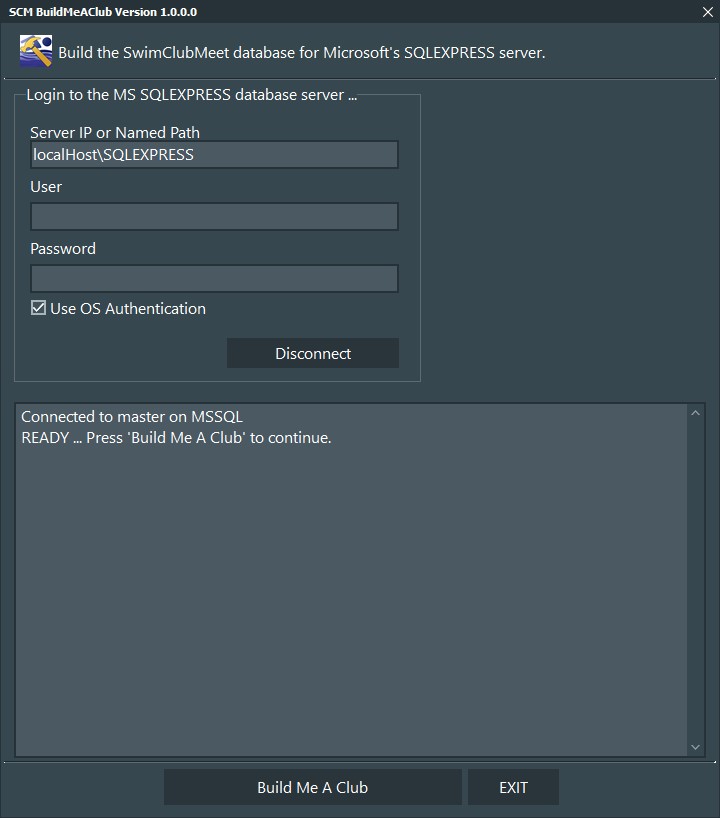 SCM BuildMeAClub Version 1.0.0.0
Build the SwimClubMeet database for Microsoft's SQLEXPRESS server.
Login to the MS SQLEXPRESS database server ...
Server IP or Named Path
localHost\SQLEXPRESS
User
Password
Use OS Authentication
Disconnect
Connected to master on MSSQL
READY ... Press 'Build Me A Club' to continue.
Build Me A Club
EXIT